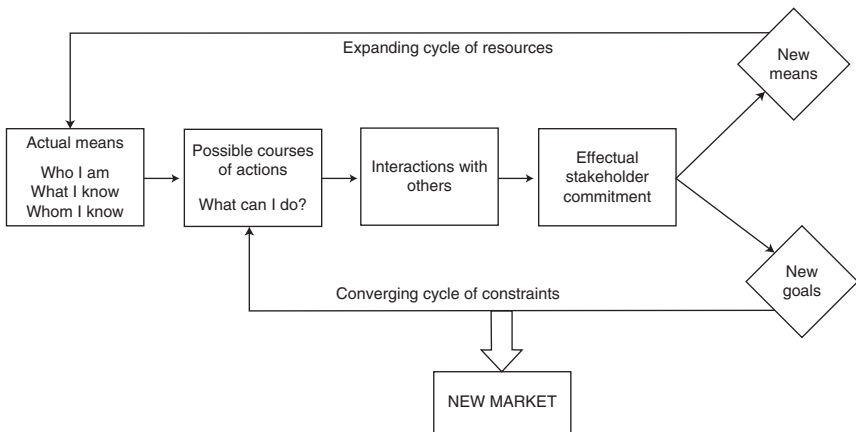 Expanding cycle of resources
New
means
Actual means
Who I am
What I know
Whom I know
Possible courses
of actions
What can I do?
Interactions with
others
Effectual
stakeholder
commitment
New
goals
Converging cycle of constraints
NEW MARKET